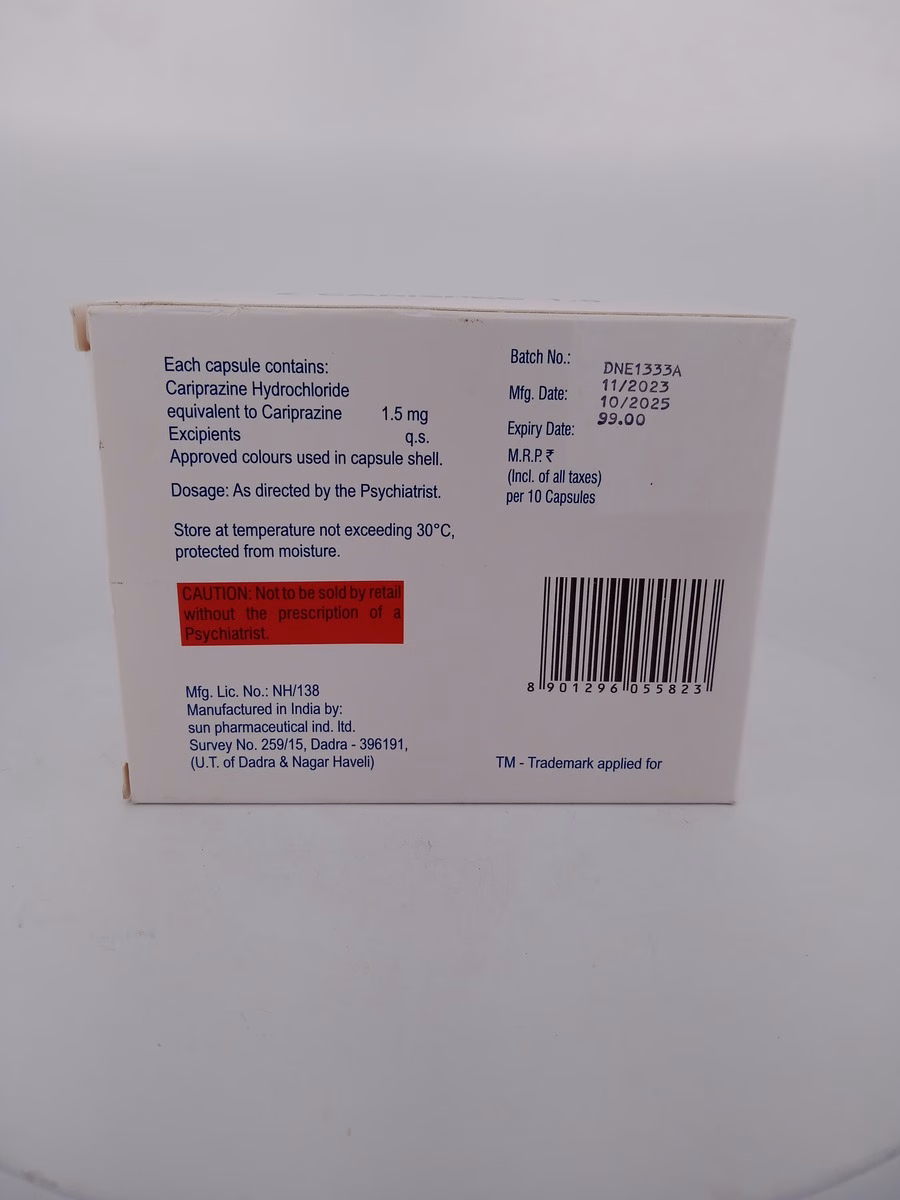 Each capsule contains:
Cariprazine Hydrochloride
equivalent to Cariprazine 1.5 mg
Excipients q.s.
Approved colours used in capsule shell.
Dosage: As directed by the Psychiatrist.
Store at temperature not exceeding 30°C,
protected from moisture.
CAUTION: Not to be sold by retail
without the prescription of a
Psychiatrist.
Mfg. Lic. No.: NH/138
Manufactured in India by:
sun pharmaceutical ind. ltd.
Survey No. 259/15, Dadra - 396191,
(U.T. of Dadra & Nagar Haveli)
Batch No.:
Mfg. Date:
Expiry Date:
M.R.P. ₹
(Incl. of all taxes)
per 10 Capsules
DNE1333A
11/2023
10/2025
99.00
8 901296 055823
TM - Trademark applied for